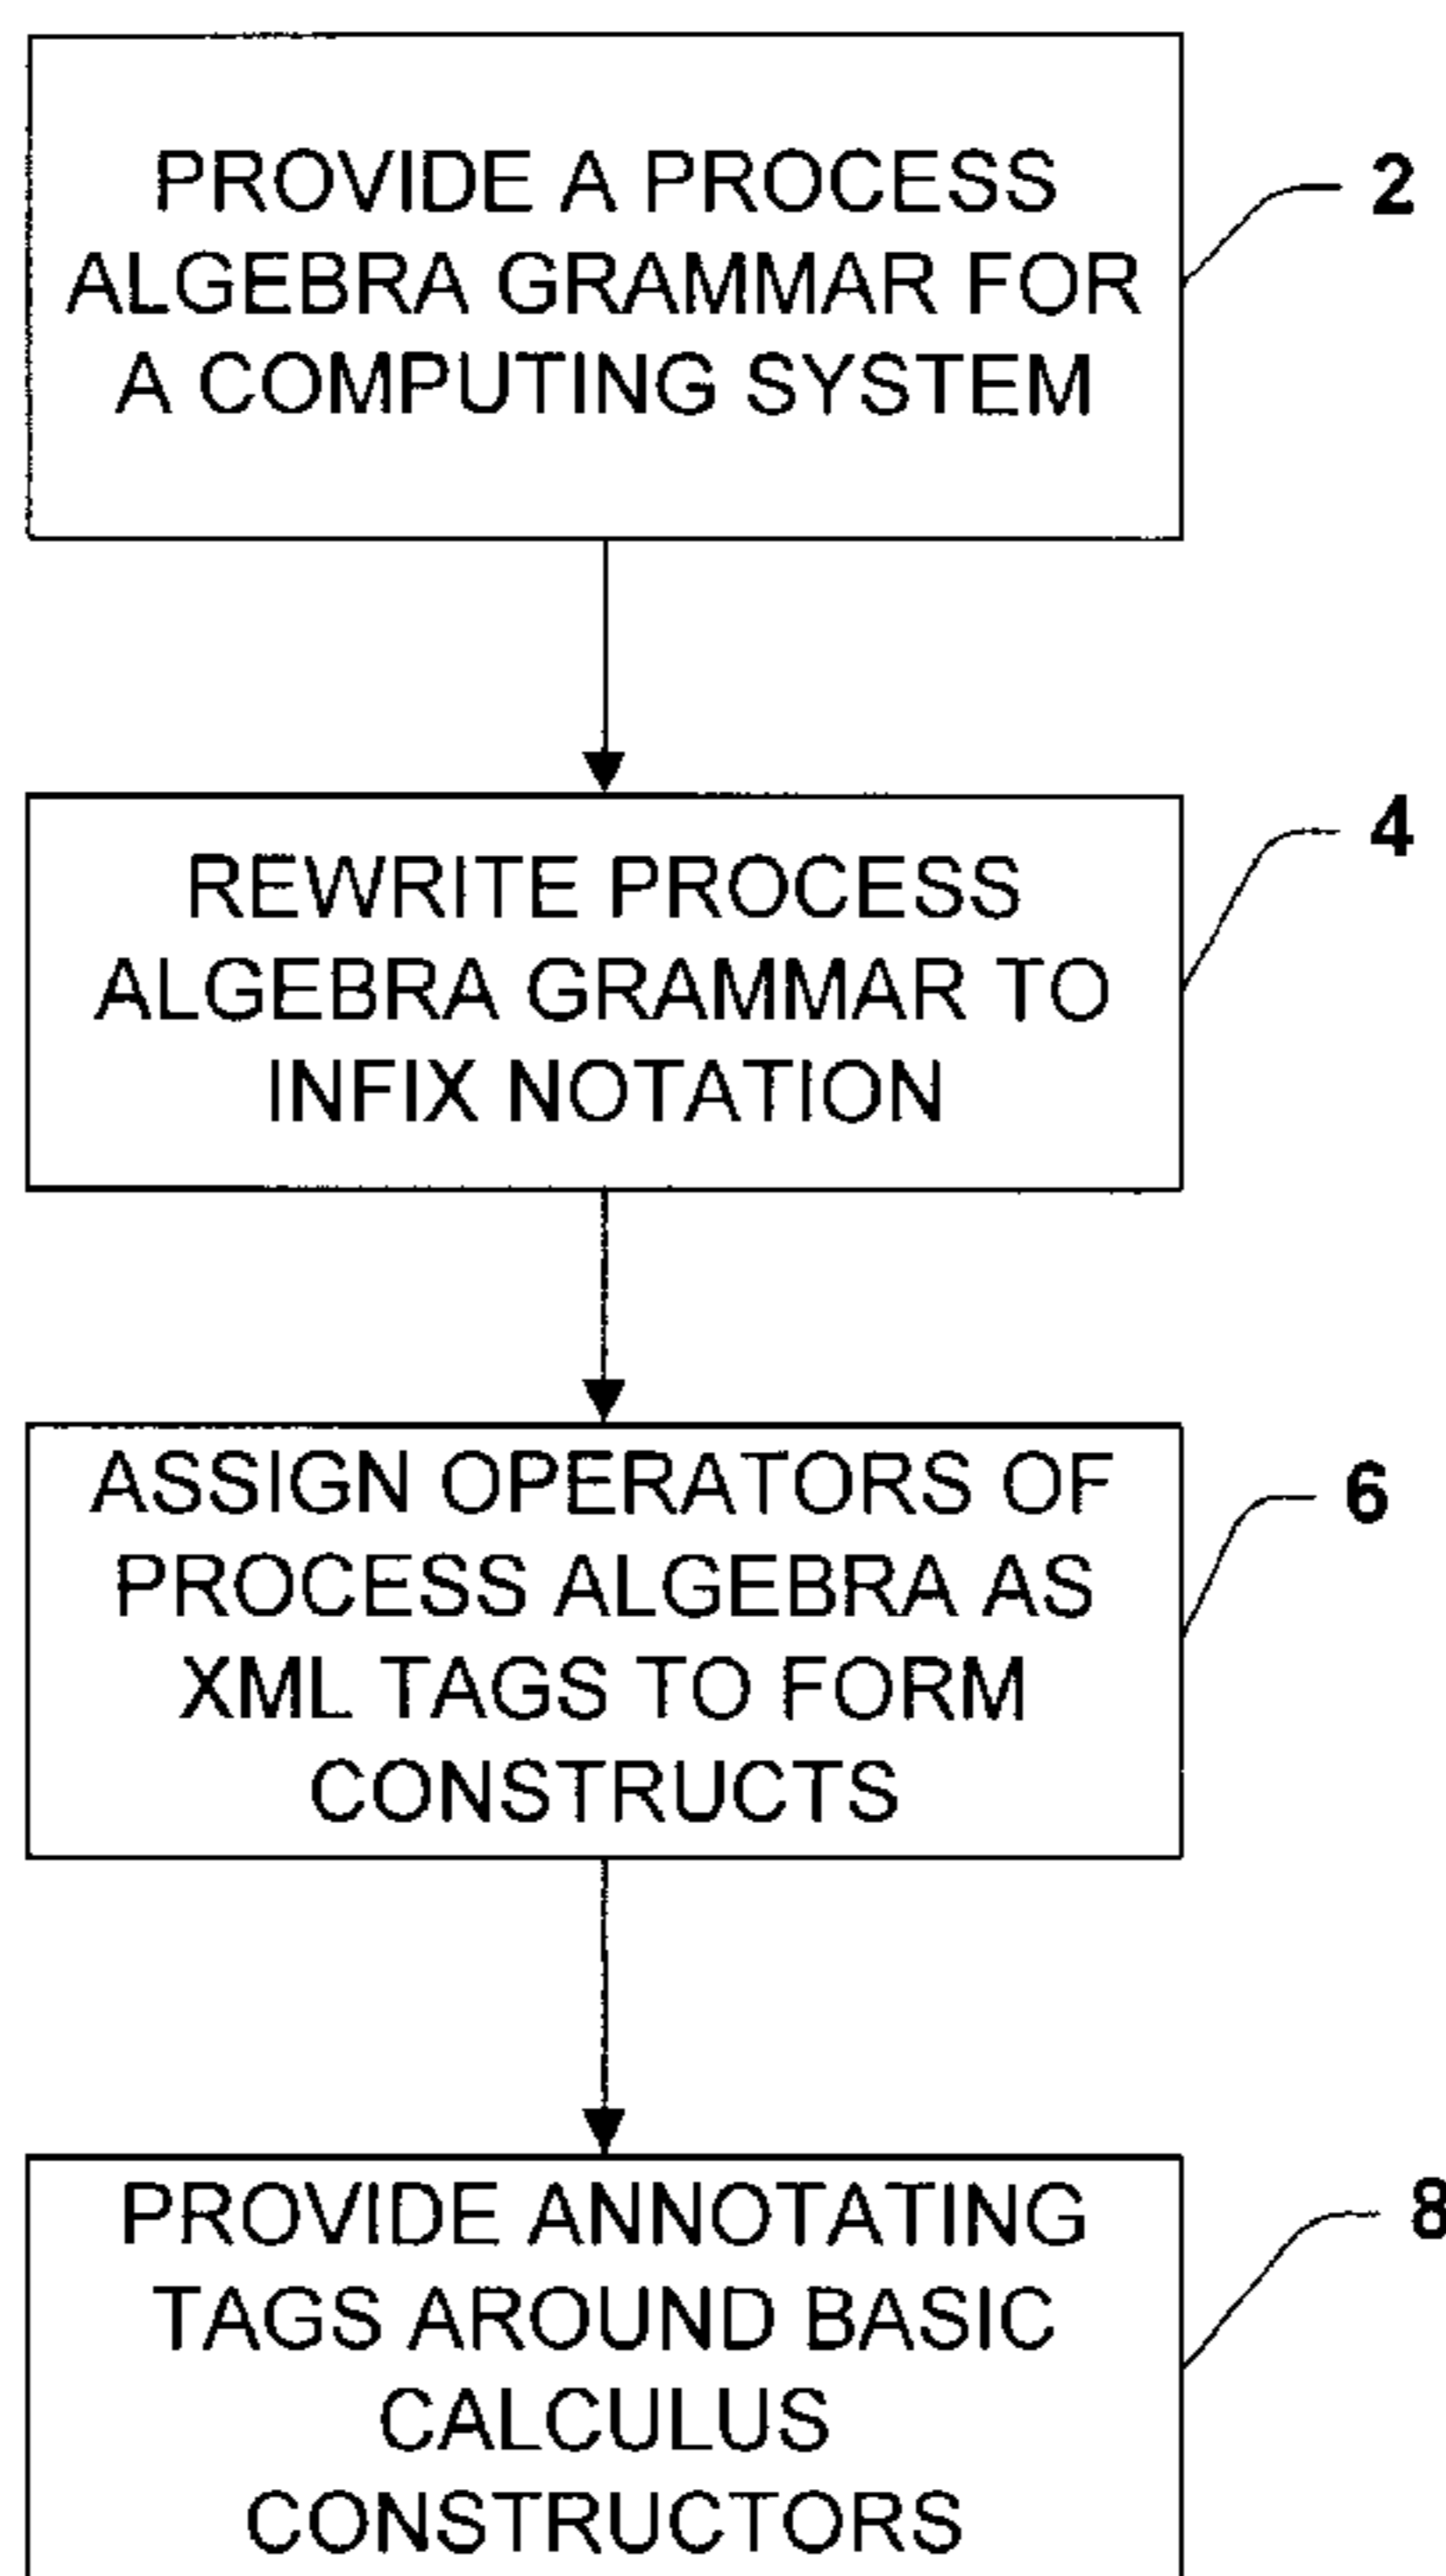 PROVIDE A PROCESS
ALGEBRA GRAMMAR FOR
A COMPUTING SYSTEM
2
REWRITE PROCESS
ALGEBRA GRAMMAR TO
INFIX NOTATION
4
ASSIGN OPERATORS OF
PROCESS ALGEBRA AS
XML TAGS TO FORM
CONSTRUCTS
6
PROVIDE ANNOTATING
TAGS AROUND BASIC
CALCULUS
CONSTRUCTORS
8